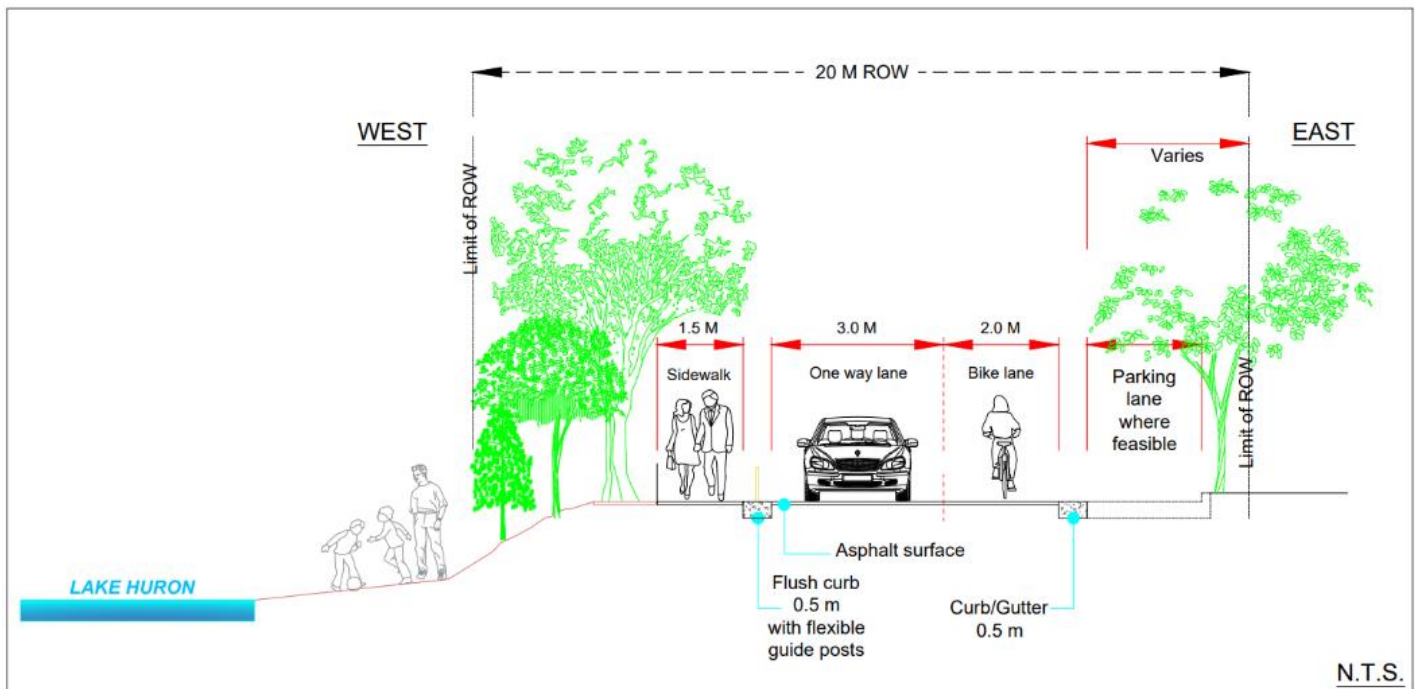 20 M ROW
WEST
EAST
Limit of ROW
Varies
1.5 M
3.0 M
2.0 M
Sidewalk
One way lane
Bike lane
Parking
lane
where
feasible
Limit of ROW
Asphalt surface
Flush curb
0.5 m
with flexible
guide posts
Curb/Gutter
0.5 m
LAKE HURON
N.T.S.